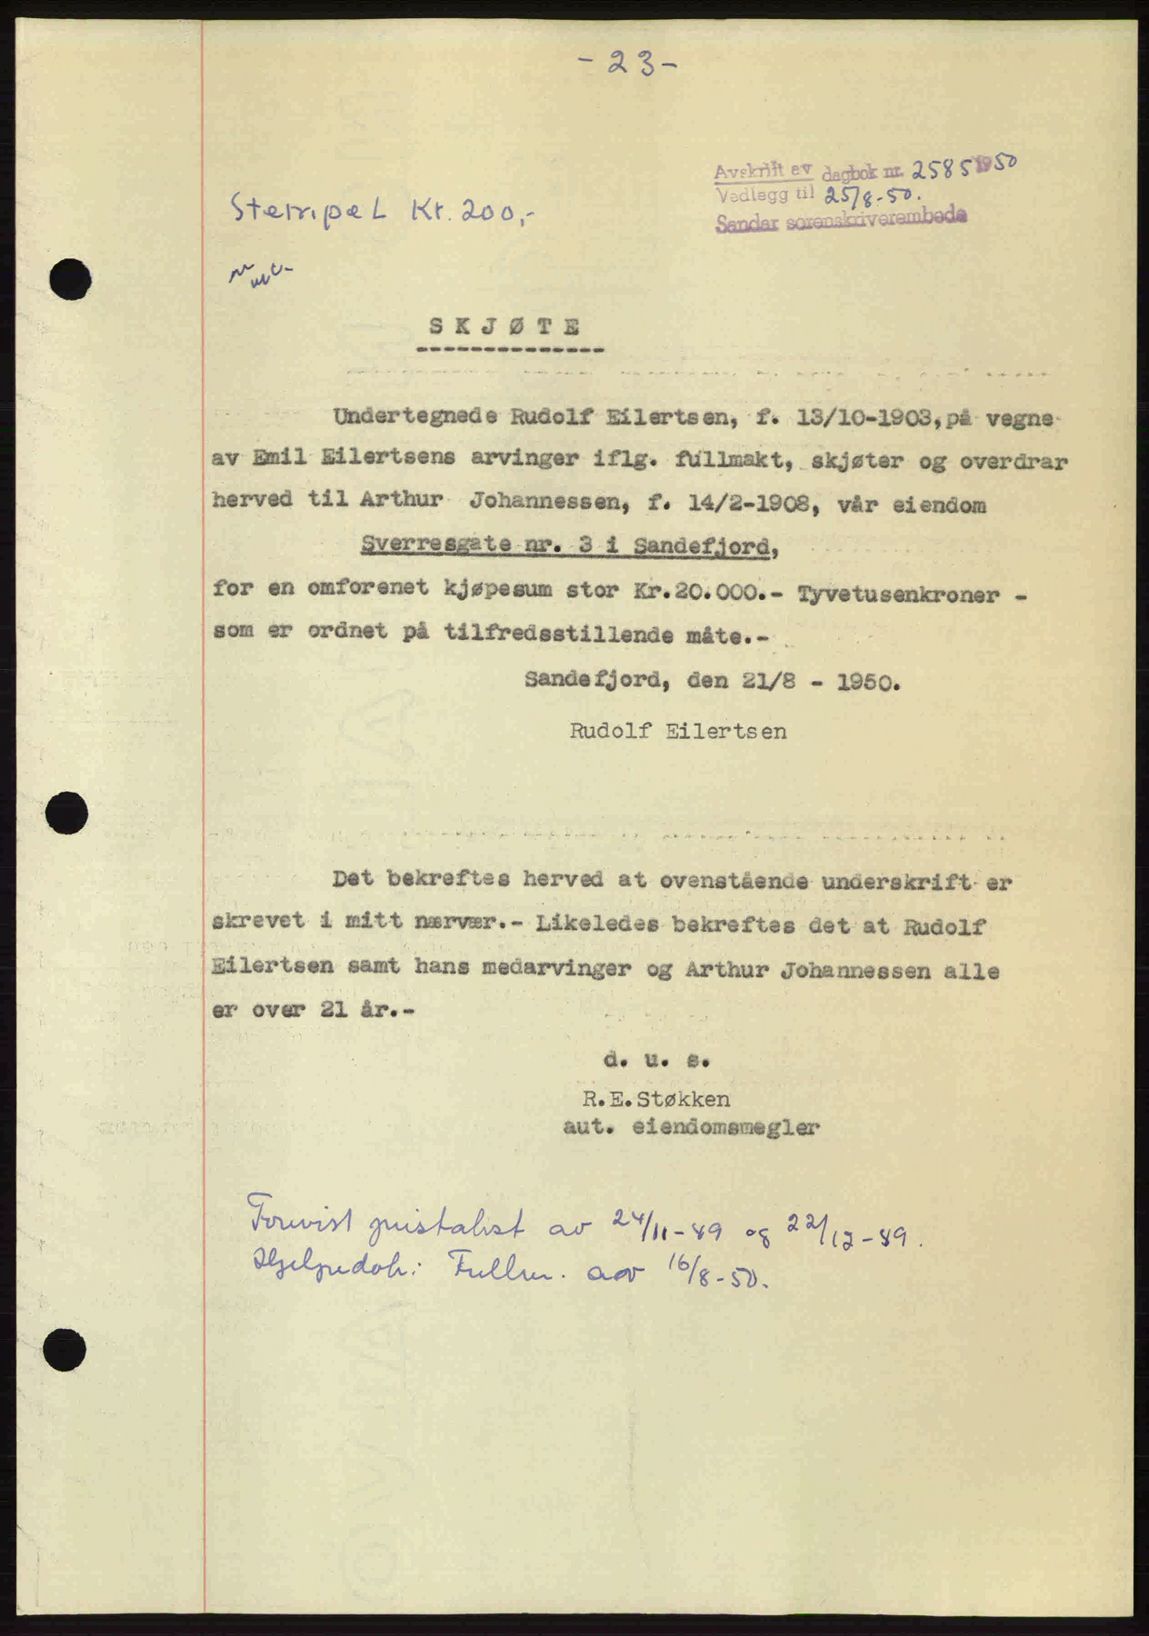 - 23 -
Avskrift av dagbok nr. 2585 1950
Vedlegg til 25/8-50.
Sandar sorenskriverembede
Stempel Kr. 200,-
SKJØTE
Undertegnede Rudolf Eilertsen, f. 13/10-1903, på vegne
av Emil Eilertsens arvinger iflg. fullmakt, skjøter og overdrar
herved til Arthur Johannessen, f. 14/2-1908, vår eiendom
Sverresgate nr. 3 i Sandefjord,
for en omforenet kjøpesum stor Kr.20.000.- Tyvetusenkroner -
som er ordnet på tilfredsstillende måte.-
Sandefjord, den 21/8 - 1950.
Rudolf Eilertsen
Det bekreftes herved at ovenstående underskrift er
skrevet i mitt nærvær.- Likeledes bekreftes det at Rudolf
Eilertsen samt hans medarvinger og Arthur Johannessen alle
er over 21 år.-
d. u. s.
R.E.Støkken
aut. eiendomsmegler
Forevist av 24/11-49 og 22/12-49.
Hjelpedok: Fullm. av 16/8-50.